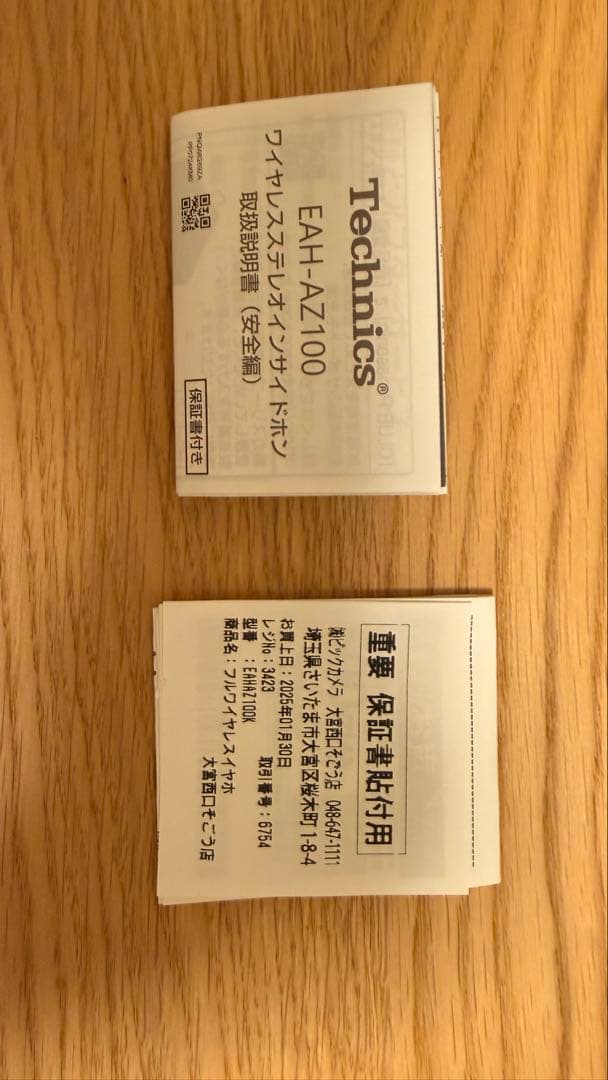 Technics®
EAH-AZ100
ワイヤレスステレオインサイドホン
取扱説明書（安全編）
保証書付き
重要 保証書貼付用
㈱ビックカメラ 大宮西口そごう店 048-647-1111
埼玉県さいたま市大宮区桜木町1-8-4
お買上日：2025年01月30日
レジNo：3423 取引番号：6754
型番 ：EAHAZ100K
商品名：フルワイヤレスイヤホ
大宮西口そごう店